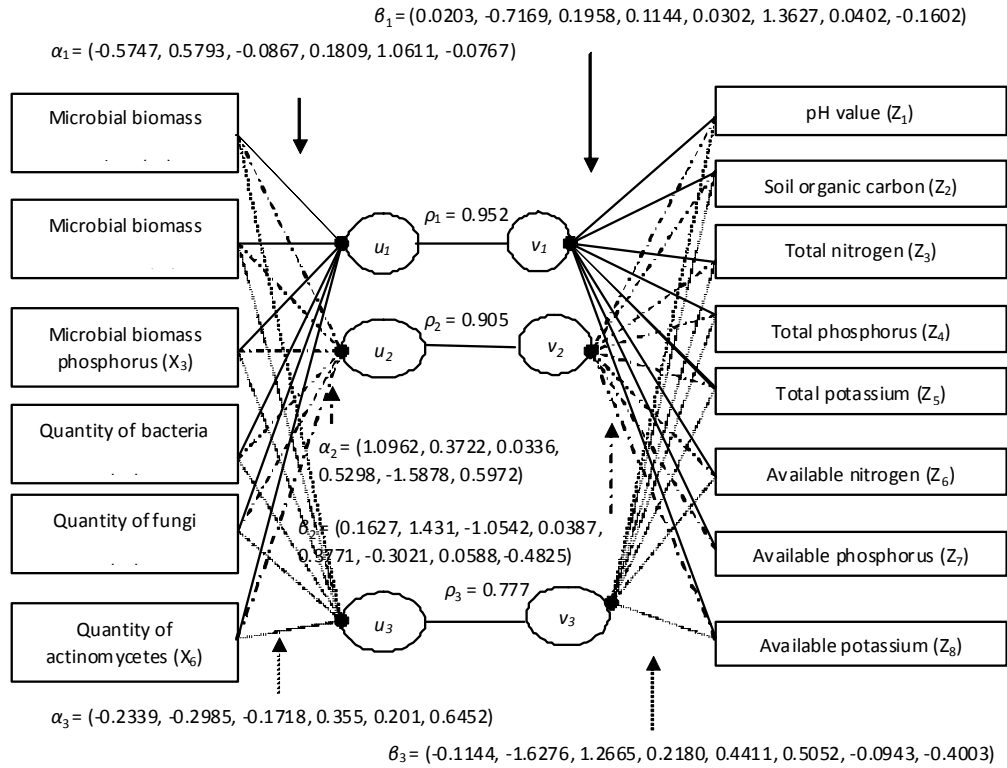 β1 = (0.0203, -0.7169, 0.1958, 0.1144, 0.0302, 1.3627, 0.0402, -0.1602)
α1 = (-0.5747, 0.5793, -0.0867, 0.1809, 1.0611, -0.0767)
Microbial biomass
Microbial biomass
Microbial biomass
phosphorus (X3)
Quantity of bacteria
Quantity of fungi
Quantity of
actinomycetes (X6)
ρ1 = 0.952
u1
v1
ρ2 = 0.905
u2
v2
α2 = (1.0962, 0.3722, 0.0336,
0.5298, -1.5878, 0.5972)
β2 = (0.1627, 1.431, -1.0542, 0.0387,
-0.3021, 0.0588, -0.4825)
ρ3 = 0.777
u3
v3
pH value (Z1)
Soil organic carbon (Z2)
Total nitrogen (Z3)
Total phosphorus (Z4)
Total potassium (Z5)
Available nitrogen (Z6)
Available phosphorus (Z7)
Available potassium (Z8)
α3 = (-0.2339, -0.2985, -0.1718, 0.355, 0.201, 0.6452)
β3 = (-0.1144, -1.6276, 1.2665, 0.2180, 0.4411, 0.5052, -0.0943, -0.4003)